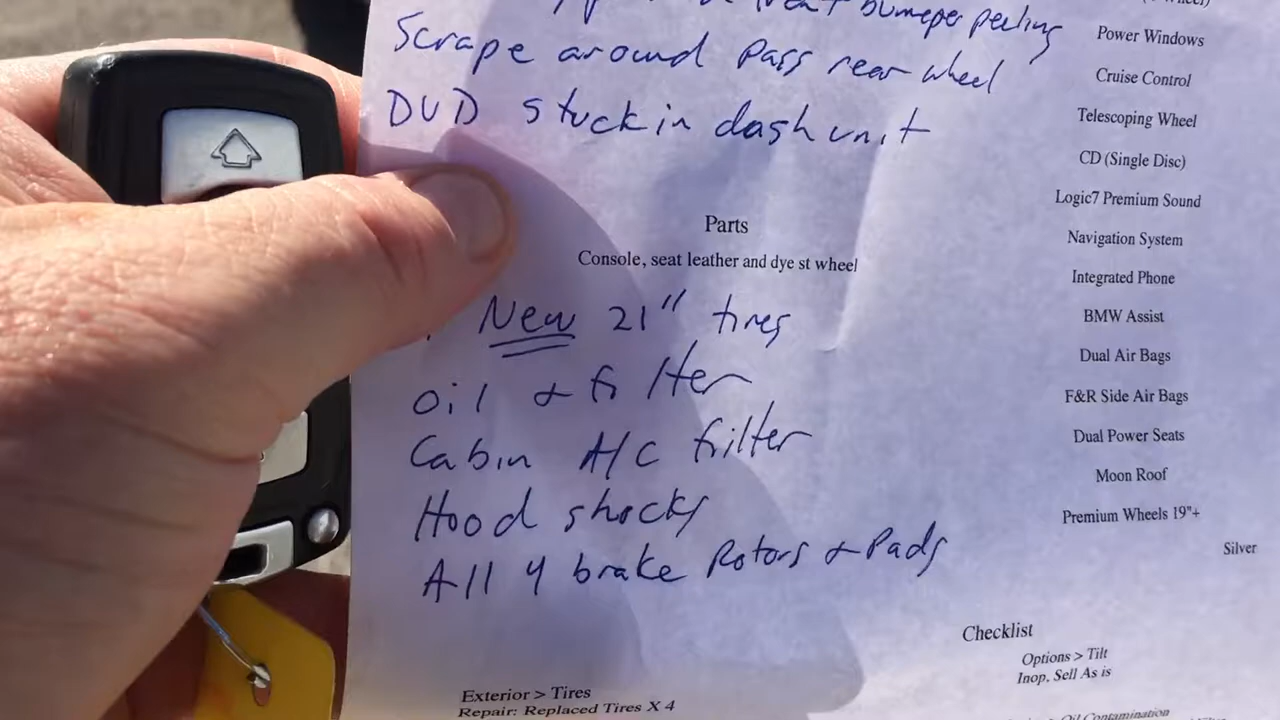 bumeper peeling
Scrape around pass rear wheel
DVD stuck in dash unit
Parts
Console, seat leather and dye st wheel
New 21" tires
Oil & filter
Cabin A/C filter
Hood shocks
All 4 brake Rotors & Pads
Exterior > Tires
Repair: Replaced Tires X 4
Power Windows
Cruise Control
Telescoping Wheel
CD (Single Disc)
Logic7 Premium Sound
Navigation System
Integrated Phone
BMW Assist
Dual Air Bags
F&R Side Air Bags
Dual Power Seats
Moon Roof
Premium Wheels 19"+
Silver
Checklist
Options > Tilt
Inop, Sell As is
Oil Contamination